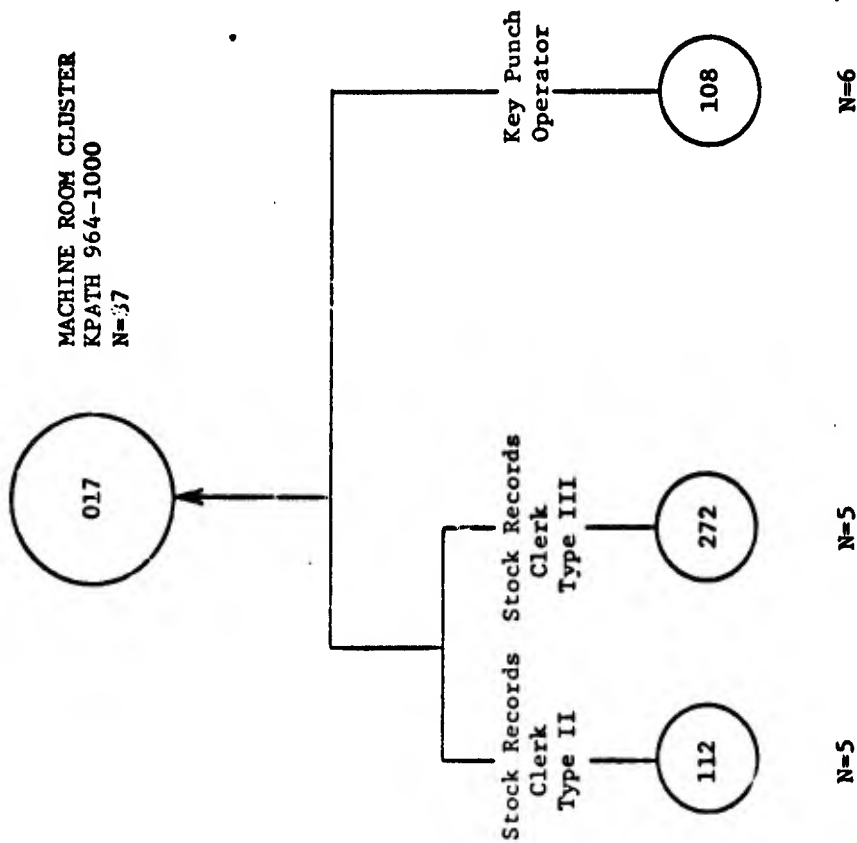 MACHINE ROOM CLUSTER
KPATH 964-1000
N=37
017
Stock Records
Clerk
Type II
Stock Records
Clerk
Type III
Key Punch
Operator
112
272
108
N=5
N=5
N=6